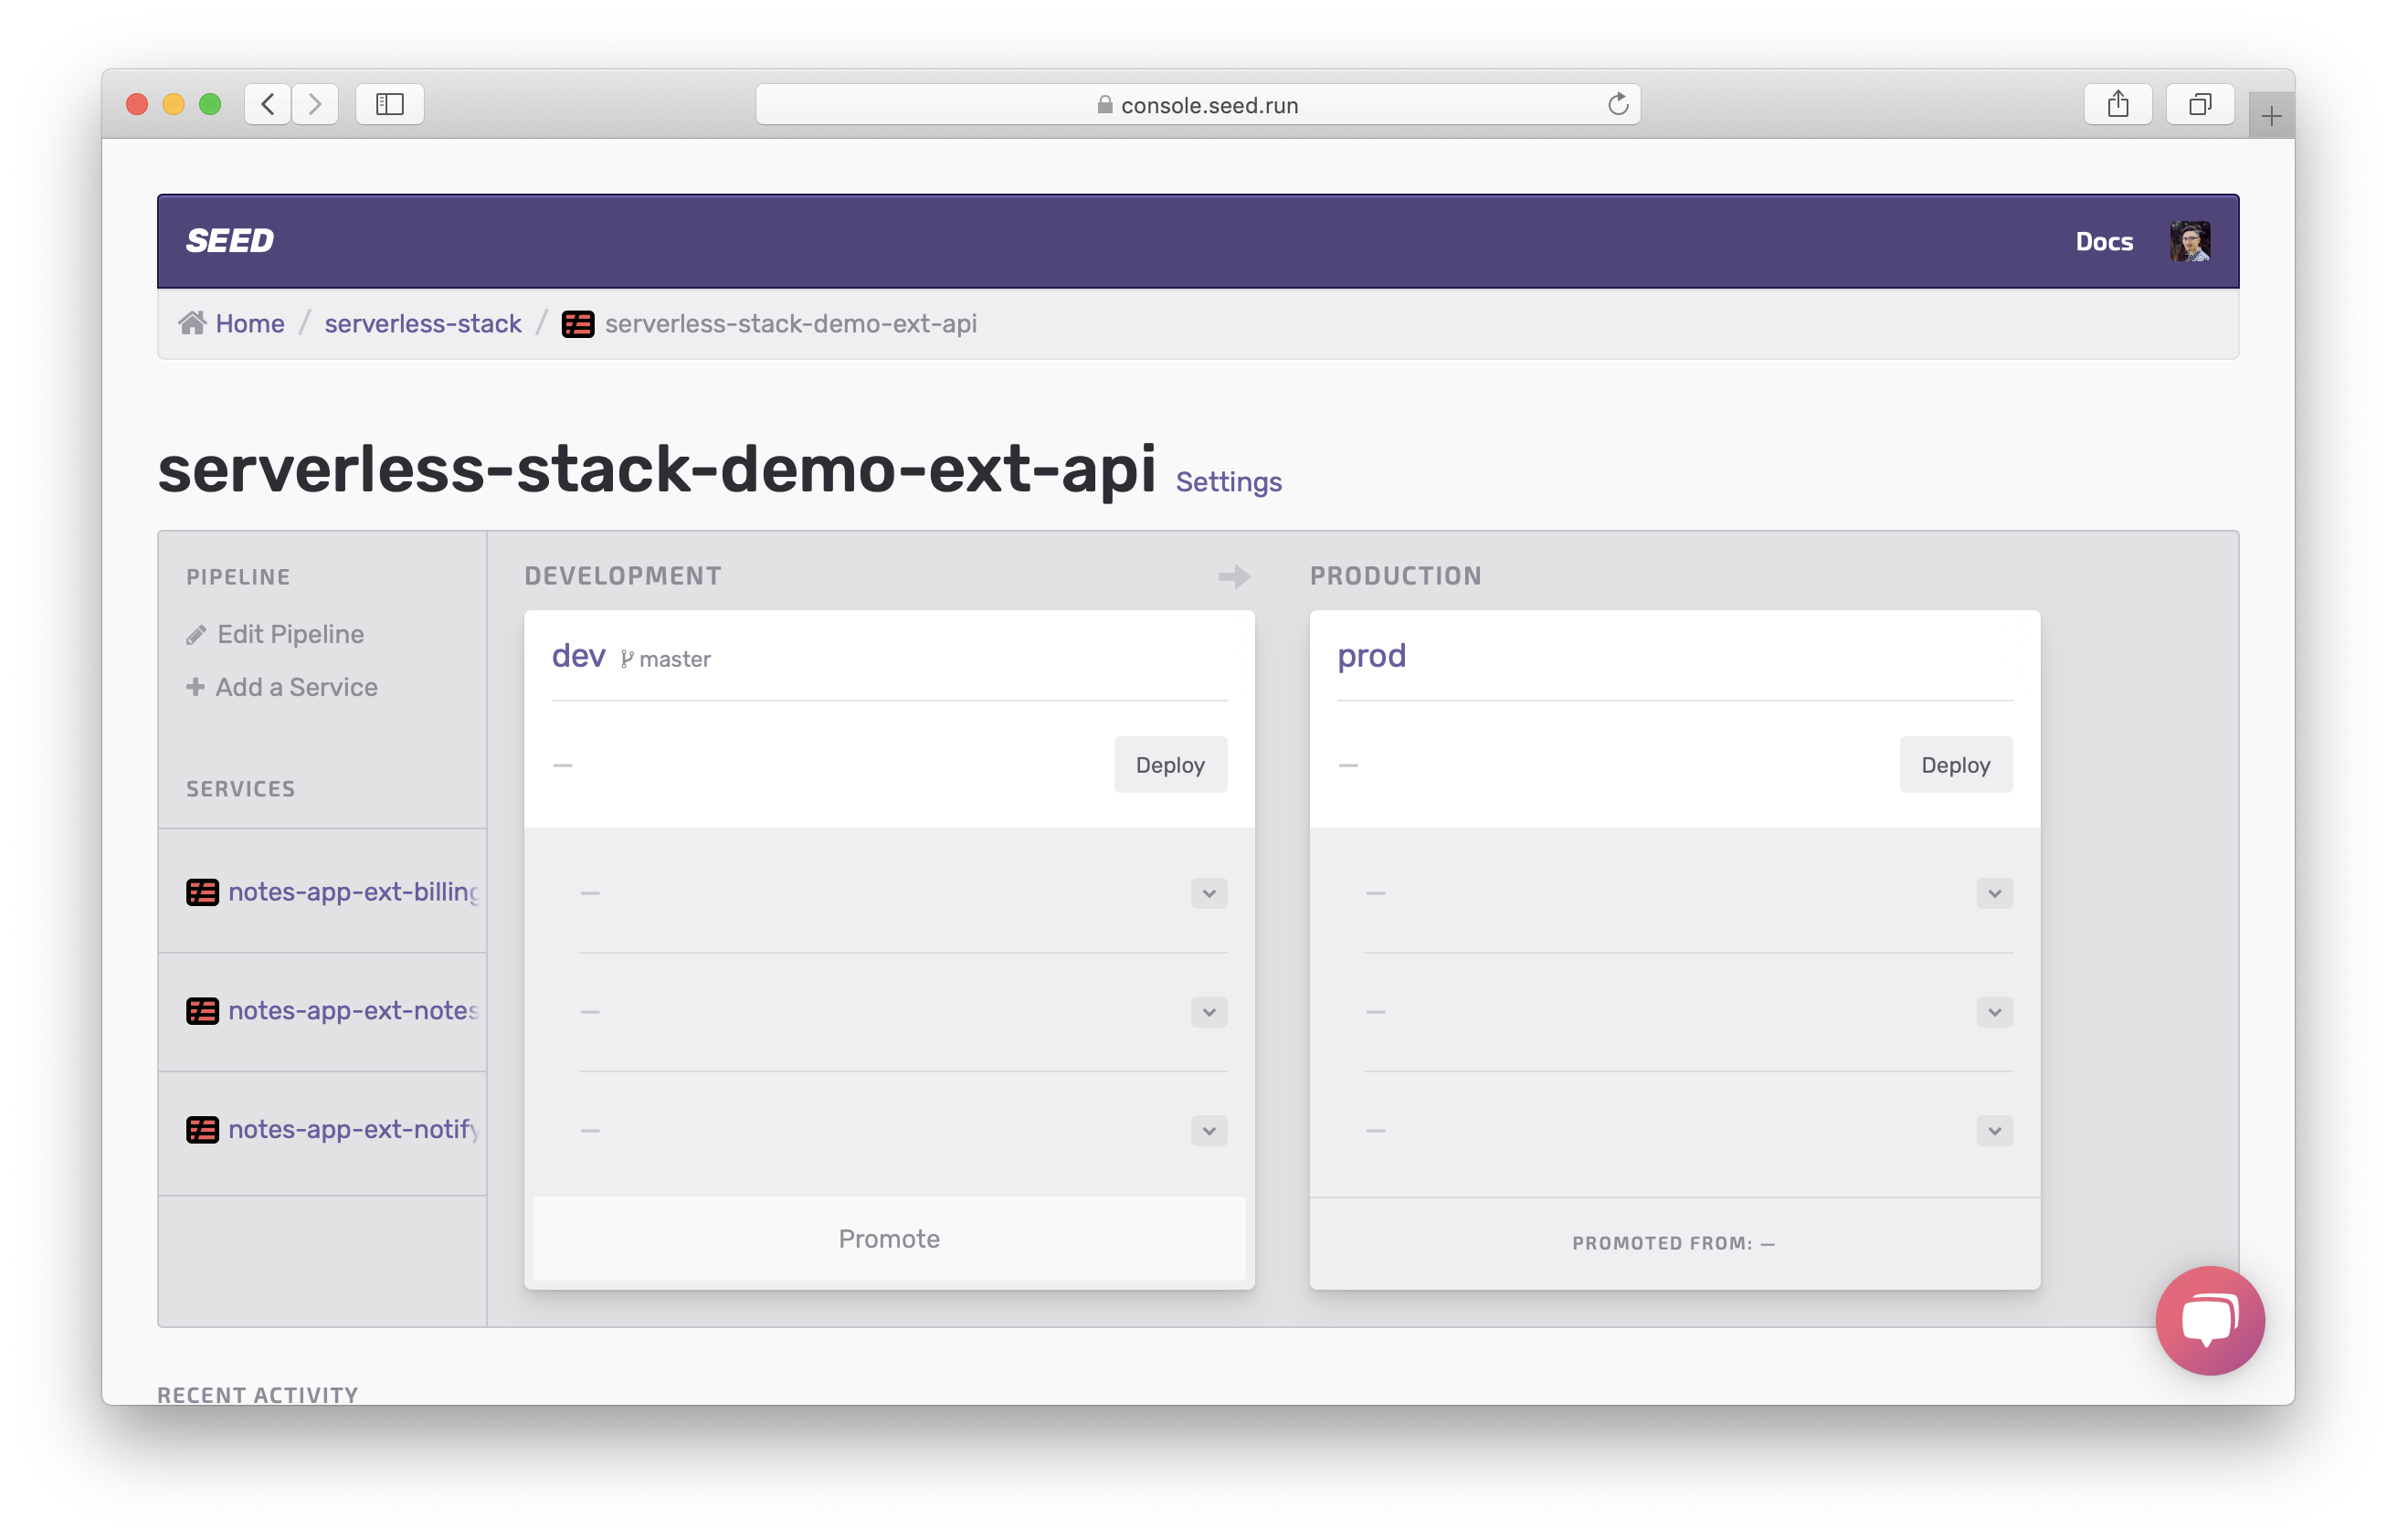 console.seed.run
SEED
Docs
Home / serverless-stack / serverless-stack-demo-ext-api
serverless-stack-demo-ext-api Settings
PIPELINE
Edit Pipeline
Add a Service
SERVICES
notes-app-ext-billing
notes-app-ext-notes
notes-app-ext-notify
DEVELOPMENT
dev master
—
Deploy
—
—
—
Promote
PRODUCTION
prod
—
Deploy
—
—
—
PROMOTED FROM: —
RECENT ACTIVITY